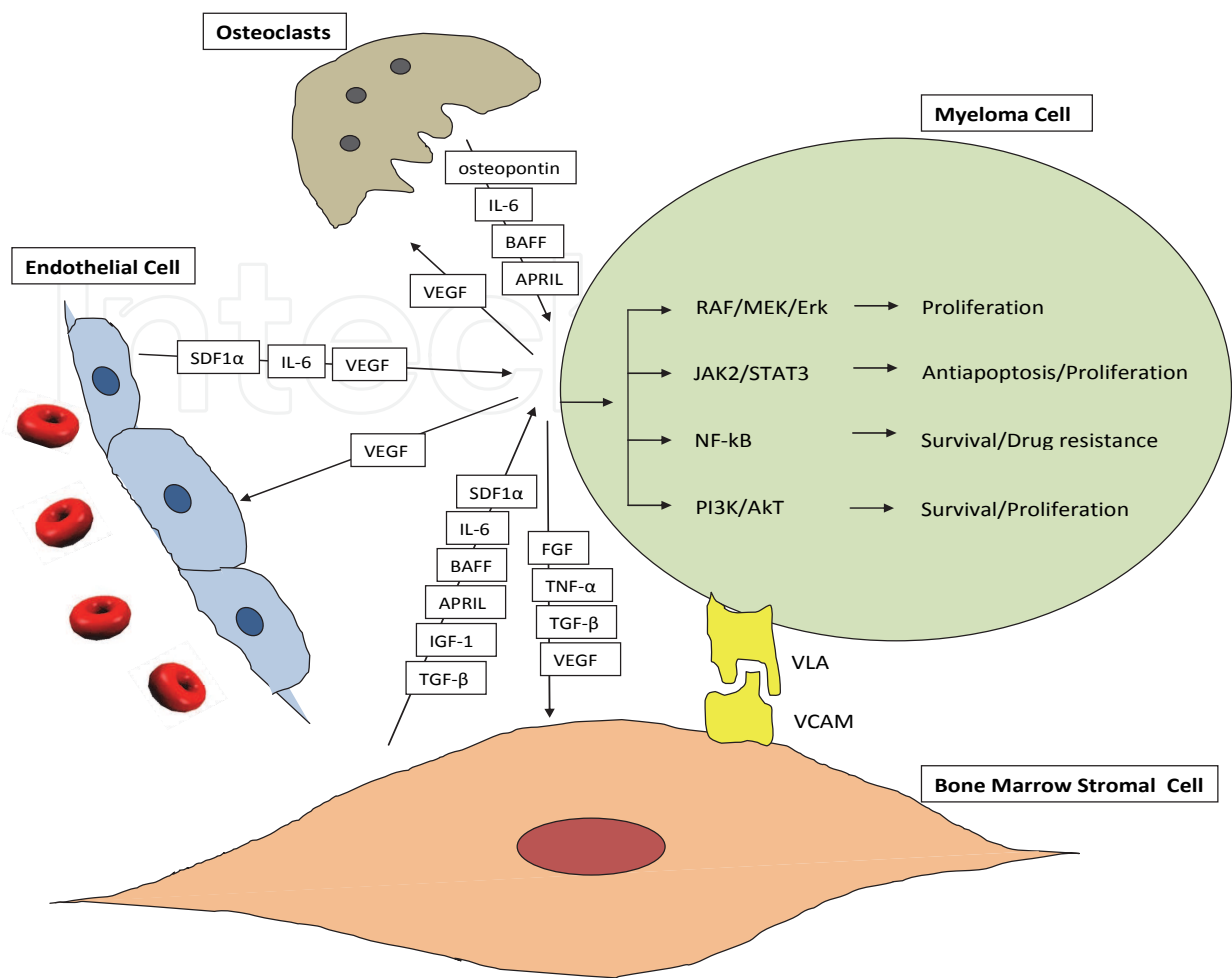 Osteoclasts
Myeloma Cell
osteopontin
IL-6
BAFF
APRIL
Endothelial Cell
VEGF
Intec
SDF1α
IL-6
VEGF
VEGF
RAF/MEK/Erk
Proliferation
JAK2/STAT3
Antiapoptosis/Proliferation
NF-kB
Survival/Drug resistance
PI3K/AkT
Survival/Proliferation
SDF1α
IL-6
BAFF
APRIL
IGF-1
TGF-β
FGF
TNF-α
TGF-β
VEGF
VLA
VCAM
Bone Marrow Stromal Cell